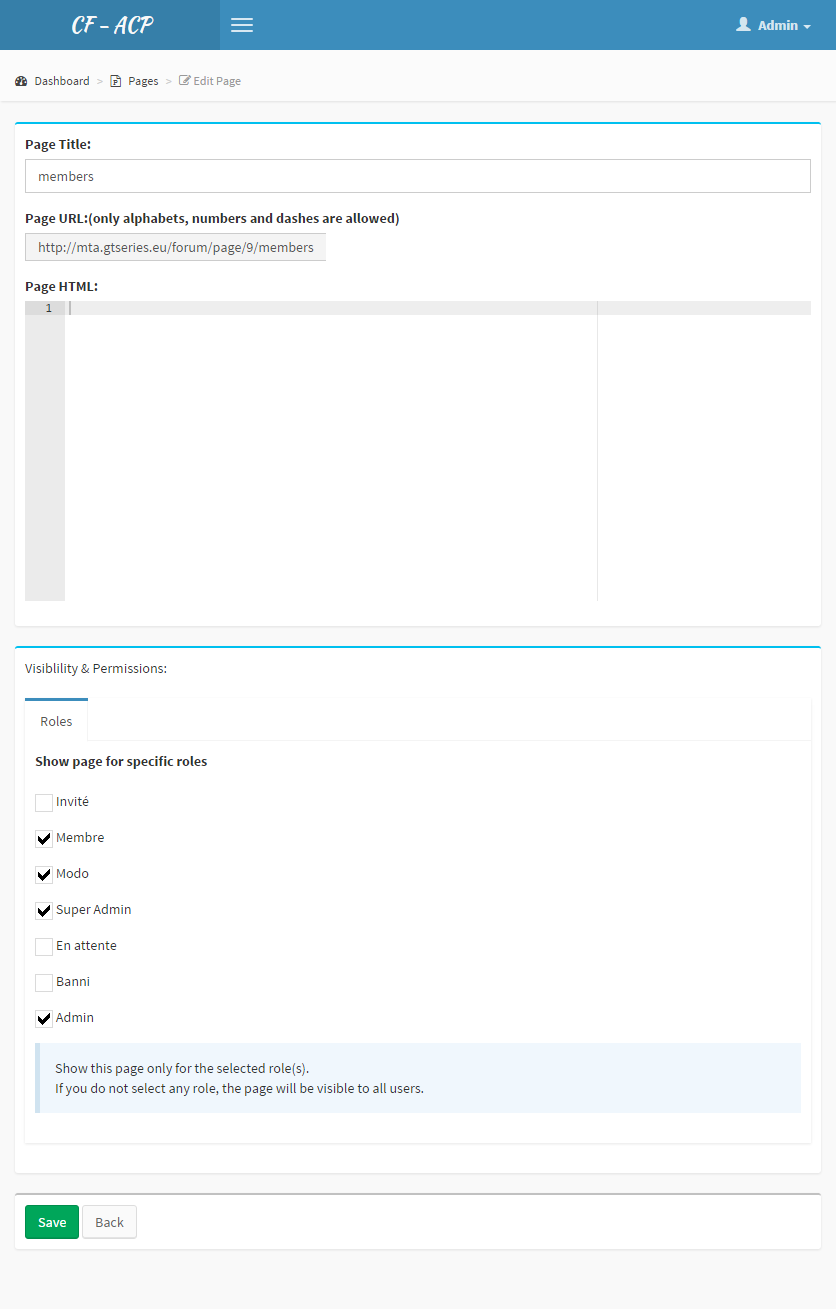 CF - ACP
Admin
Dashboard > Pages > Edit Page
Page Title:
members
Page URL:(only alphabets, numbers and dashes are allowed)
http://mta.gtseries.eu/forum/page/9/members
Page HTML:
1
Visiblility & Permissions:
Roles
Show page for specific roles
Invité
Membre
Modo
Super Admin
En attente
Banni
Admin
Show this page only for the selected role(s).
If you do not select any role, the page will be visible to all users.
Save Back